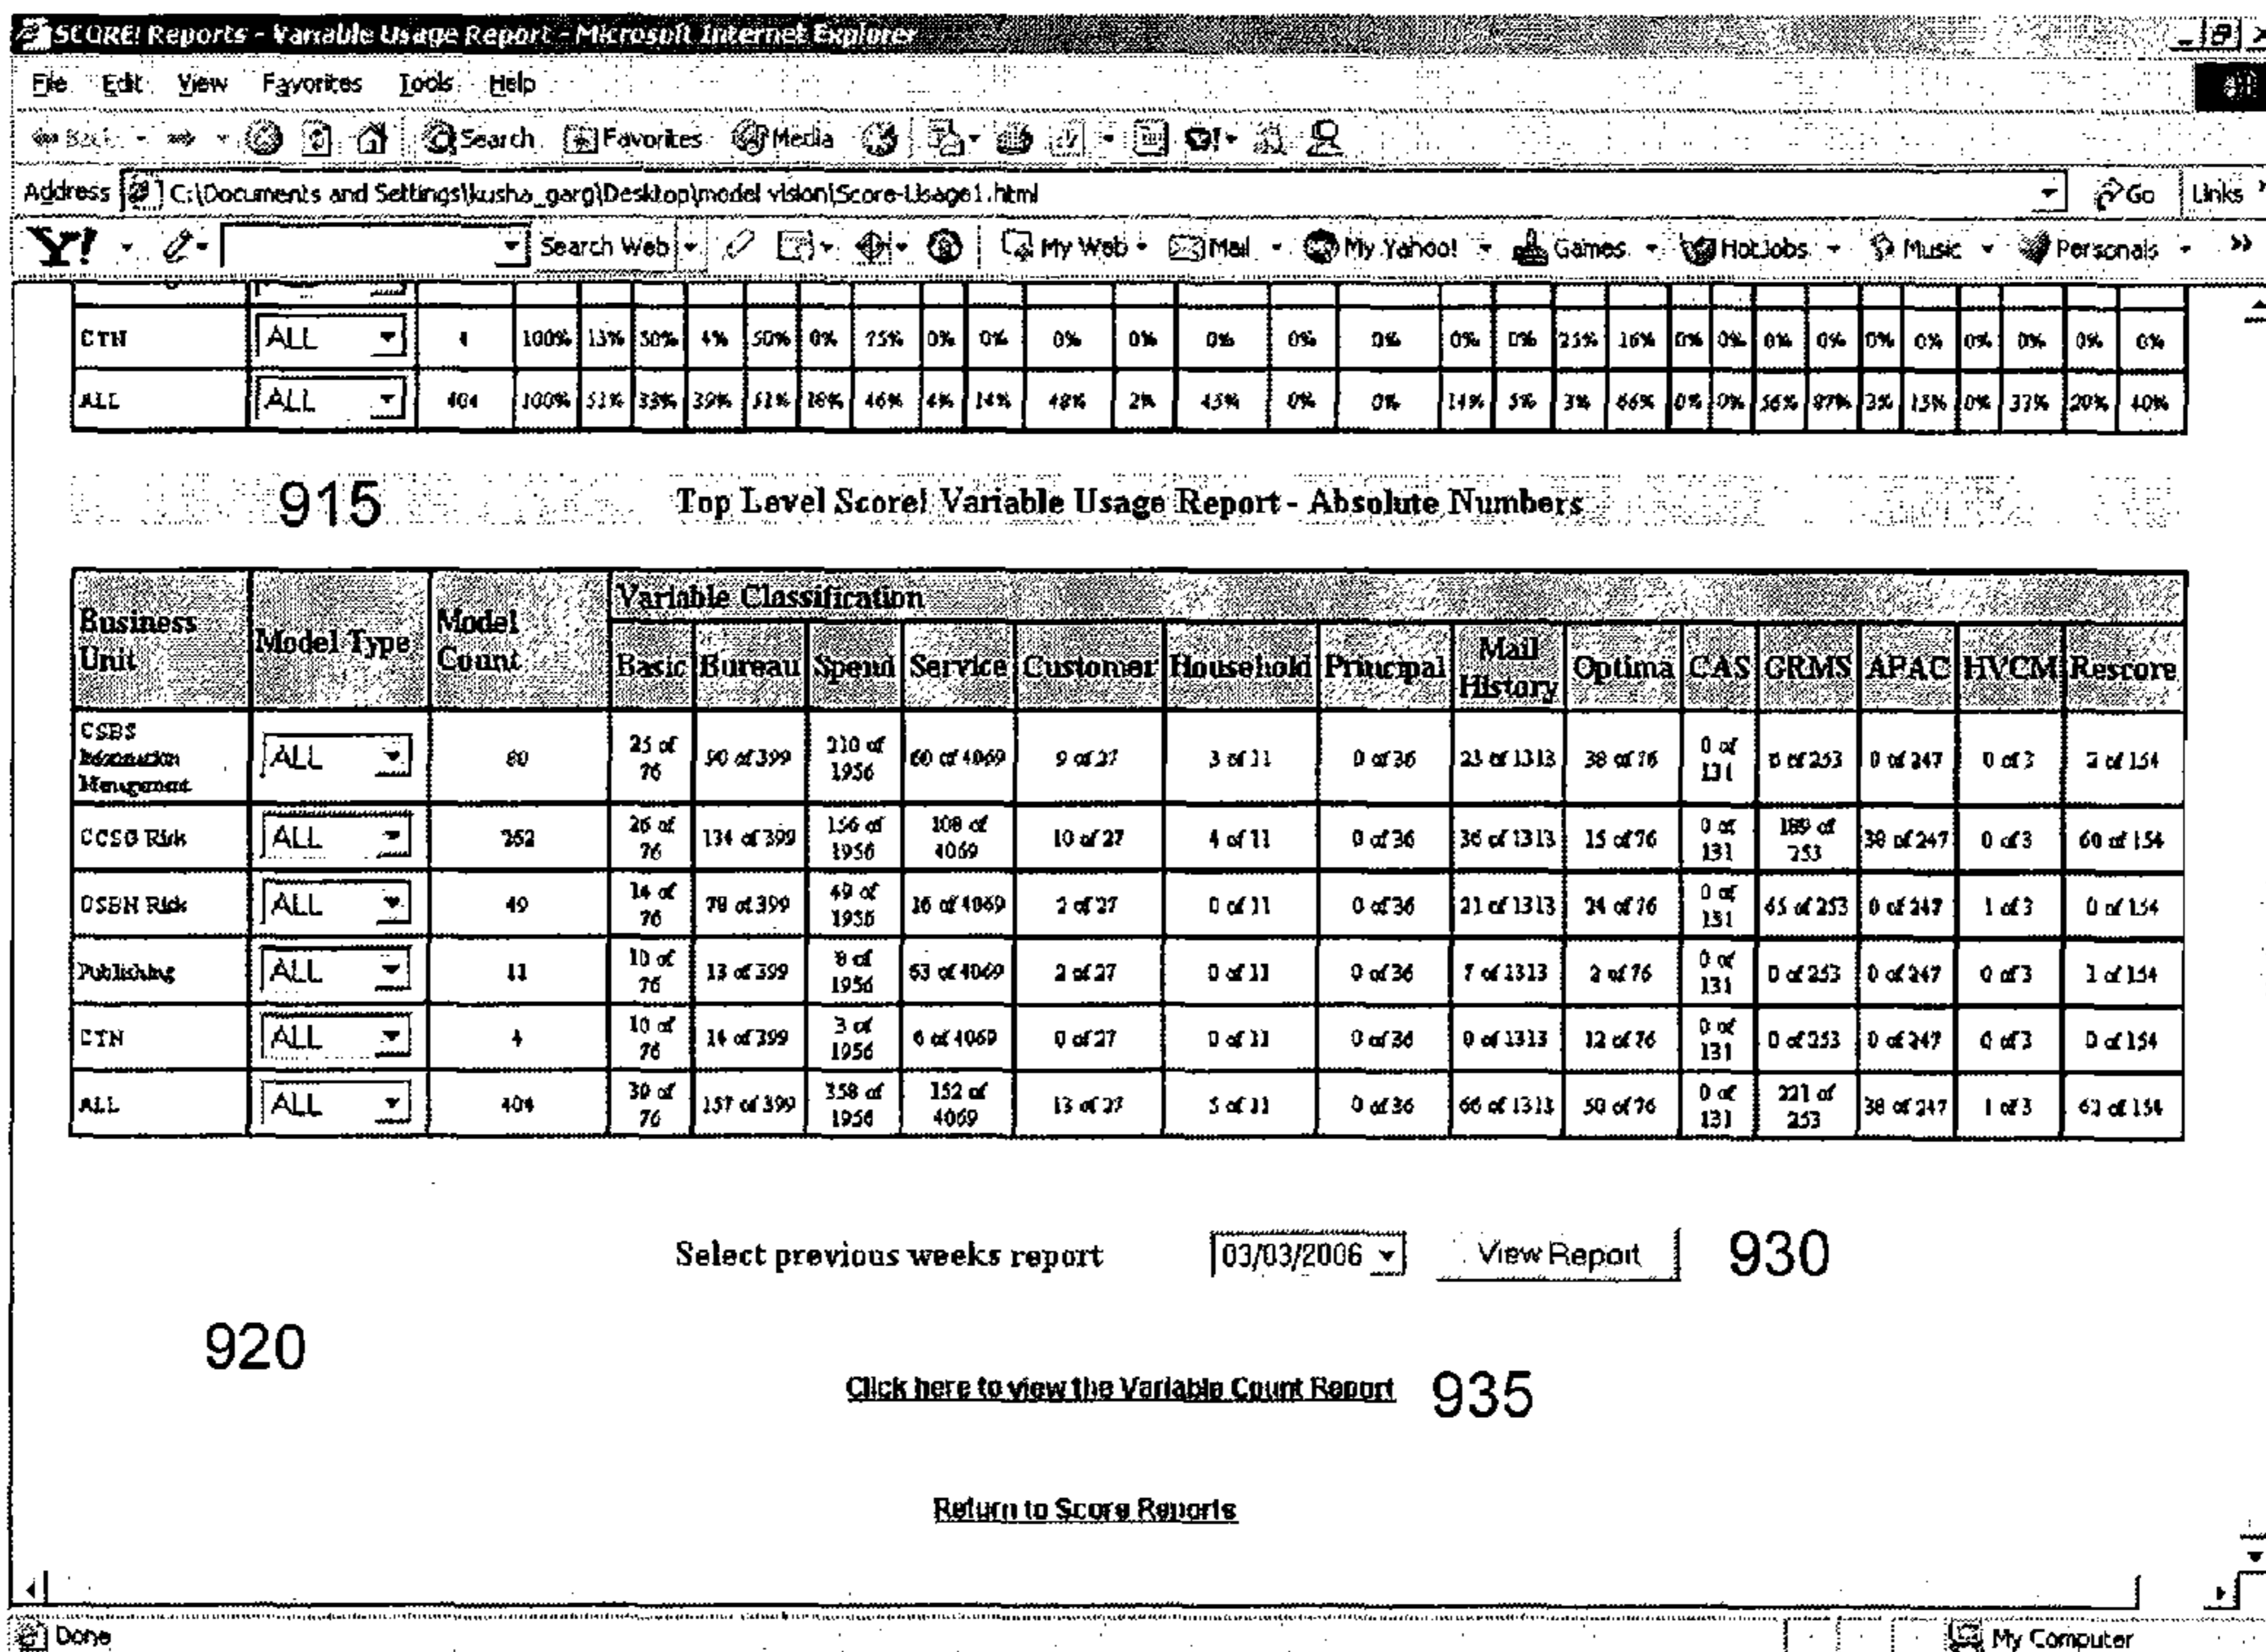 SCORE! Reports - Variable Usage Report - Microsoft Internet Explorer
File Edit View Favorites Tools Help
Back Search Favorites Media
Address C:\Documents and Settings\kusha_garg\Desktop\model vision\Score-Usage1.html Go Links
Y! Search Web My Web Mail My Yahoo! Games HotJobs Music Personals
CTN ALL 4 100% 13% 50% 4% 50% 0% 75% 0% 0% 0% 0% 0% 0% 0% 0% 0% 25% 16% 0% 0% 0% 0% 0% 0% 0% 0% 0% 0%
ALL ALL 404 100% 51% 33% 39% 51% 18% 46% 4% 14% 48% 2% 45% 0% 0% 14% 5% 3% 66% 0% 0% 56% 87% 3% 15% 0% 33% 20% 40%
915 Top Level Score! Variable Usage Report - Absolute Numbers
Business Unit Model Type Model Count Variable Classification
Basic Bureau Spend Service Customer Household Principal Mail History Optima CAS GRMS APAC HVCM Rescore
CSBS Information Management ALL 80 25 of 76 90 of 399 210 of 1956 60 of 4069 9 of 27 3 of 11 0 of 36 23 of 1313 38 of 76 0 of 131 0 of 253 0 of 247 0 of 3 2 of 154
CCSG Risk ALL 262 26 of 76 134 of 399 156 of 1956 108 of 4069 10 of 27 4 of 11 0 of 36 36 of 1313 15 of 76 0 of 131 189 of 253 38 of 247 0 of 3 60 of 154
OSBN Risk ALL 49 14 of 76 78 of 399 49 of 1956 16 of 4069 2 of 27 0 of 11 0 of 36 21 of 1313 24 of 76 0 of 131 65 of 253 0 of 247 1 of 3 0 of 154
Publishing ALL 11 10 of 76 13 of 399 8 of 1956 63 of 4069 2 of 27 0 of 11 0 of 36 7 of 1313 2 of 76 0 of 131 0 of 253 0 of 247 0 of 3 1 of 154
CTN ALL 4 10 of 76 14 of 399 3 of 1956 6 of 4069 0 of 27 0 of 11 0 of 36 0 of 1313 12 of 76 0 of 131 0 of 253 0 of 247 0 of 3 0 of 154
ALL ALL 404 39 of 76 157 of 399 358 of 1956 152 of 4069 13 of 27 5 of 11 0 of 36 66 of 1313 50 of 76 0 of 131 221 of 253 38 of 247 1 of 3 62 of 154
Select previous weeks report 03/03/2006 View Report 930
920
Click here to view the Variable Count Report 935
Return to Score Reports
Done My Computer